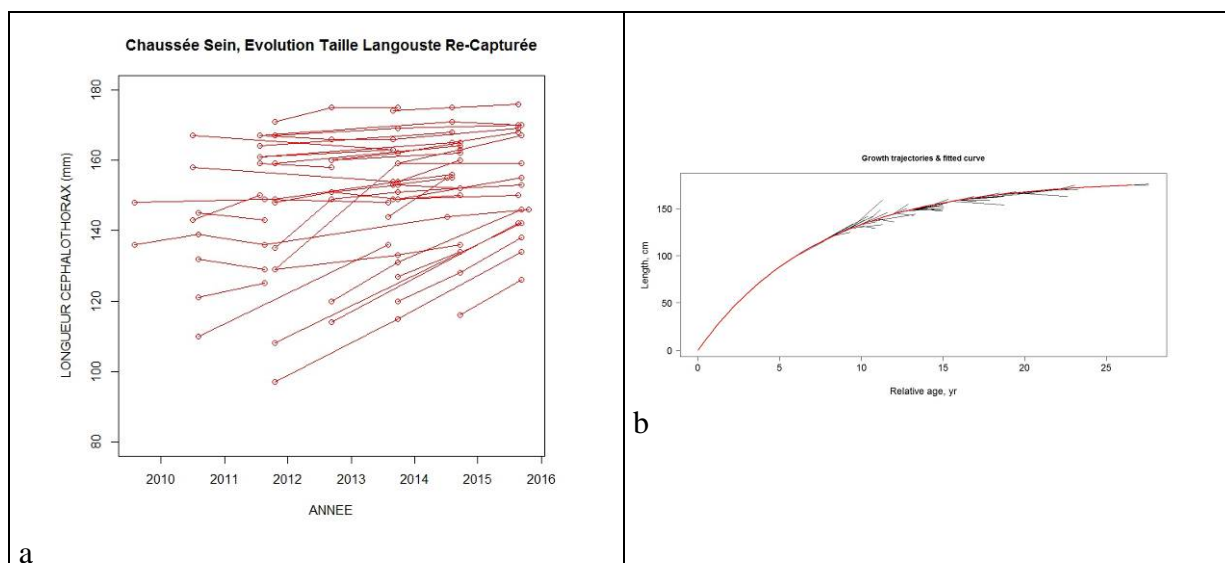 Chaussée Sein, Evolution Taille Langouste Re-Capturée
LONGUEUR CEPHALOTHORAX (mm)
180
160
140
120
100
80
2010
2011
2012
2013
2014
2015
2016
ANNEE
a
Growth trajectories & fitted curve
Length, cm
150
100
50
0
0
5
10
15
20
25
Relative age, yr
b